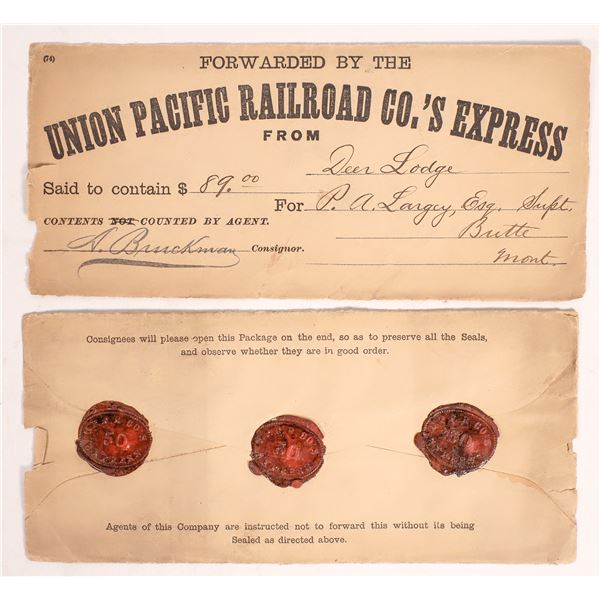 (74)
FORWARDED BY THE
UNION PACIFIC RAILROAD CO.'S EXPRESS
FROM
Deer Lodge
Said to contain $ 89.00
For P. A. Largey, Esq. Supt.
CONTENTS NOT COUNTED BY AGENT.
Butte
A. Bruckman Consignor.
Mont.
Consignees will please open this Package on the end, so as to preserve all the Seals,
and observe whether they are in good order.
50
Agents of this Company are instructed not to forward this without its being
Sealed as directed above.